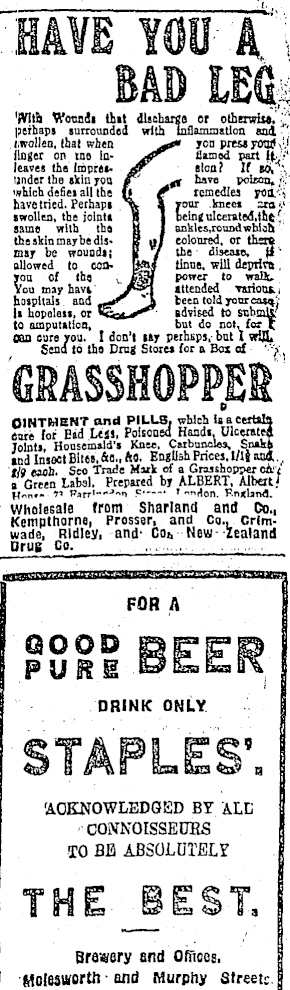 HAVE YOU A
BAD LEG
With Wounds that discharge or otherwise,
perhaps surrounded with inflammation and
swollen, that when you press your
finger on the in- flamed part it
leaves the impres- sion? If so,
under the skin you have poison,
which defies all the remedies you
have tried. Perhaps your knees are
swollen, the joints being ulcerated, the
same with the ankles, round which
the skin may be dis- coloured, or there
may be wounds; the disease, if
allowed to con- tinue, will deprive
you of the power to walk.
You may have attended various
hospitals and been told your case
is hopeless, or advised to submit
to amputation, but do not, for I
can cure you. I don't say perhaps, but I will.
Send to the Drug Stores for a Box of
GRASSHOPPER
OINTMENT and PILLS, which is a certain
cure for Bad Legs, Poisoned Hands, Ulcerated
Joints, Housemaid's Knee, Carbuncles, Snake
and Insect Bites, &c., &c. English Prices, 1/1½ and
2/9 each. See Trade Mark of a Grasshopper on
a Green Label. Prepared by ALBERT, Albert
House, 73 Farringdon Street, London, England.
Wholesale from Sharland and Co.,
Kempthorne, Prosser, and Co., Grim-
wade, Ridley, and Co., New Zealand
Drug Co.
FOR A
GOOD
PURE BEER
DRINK ONLY
STAPLES'.
ACKNOWLEDGED BY ALL
CONNOISSEURS
TO BE ABSOLUTELY
THE BEST.
Brewery and Offices,
Molesworth and Murphy Streets